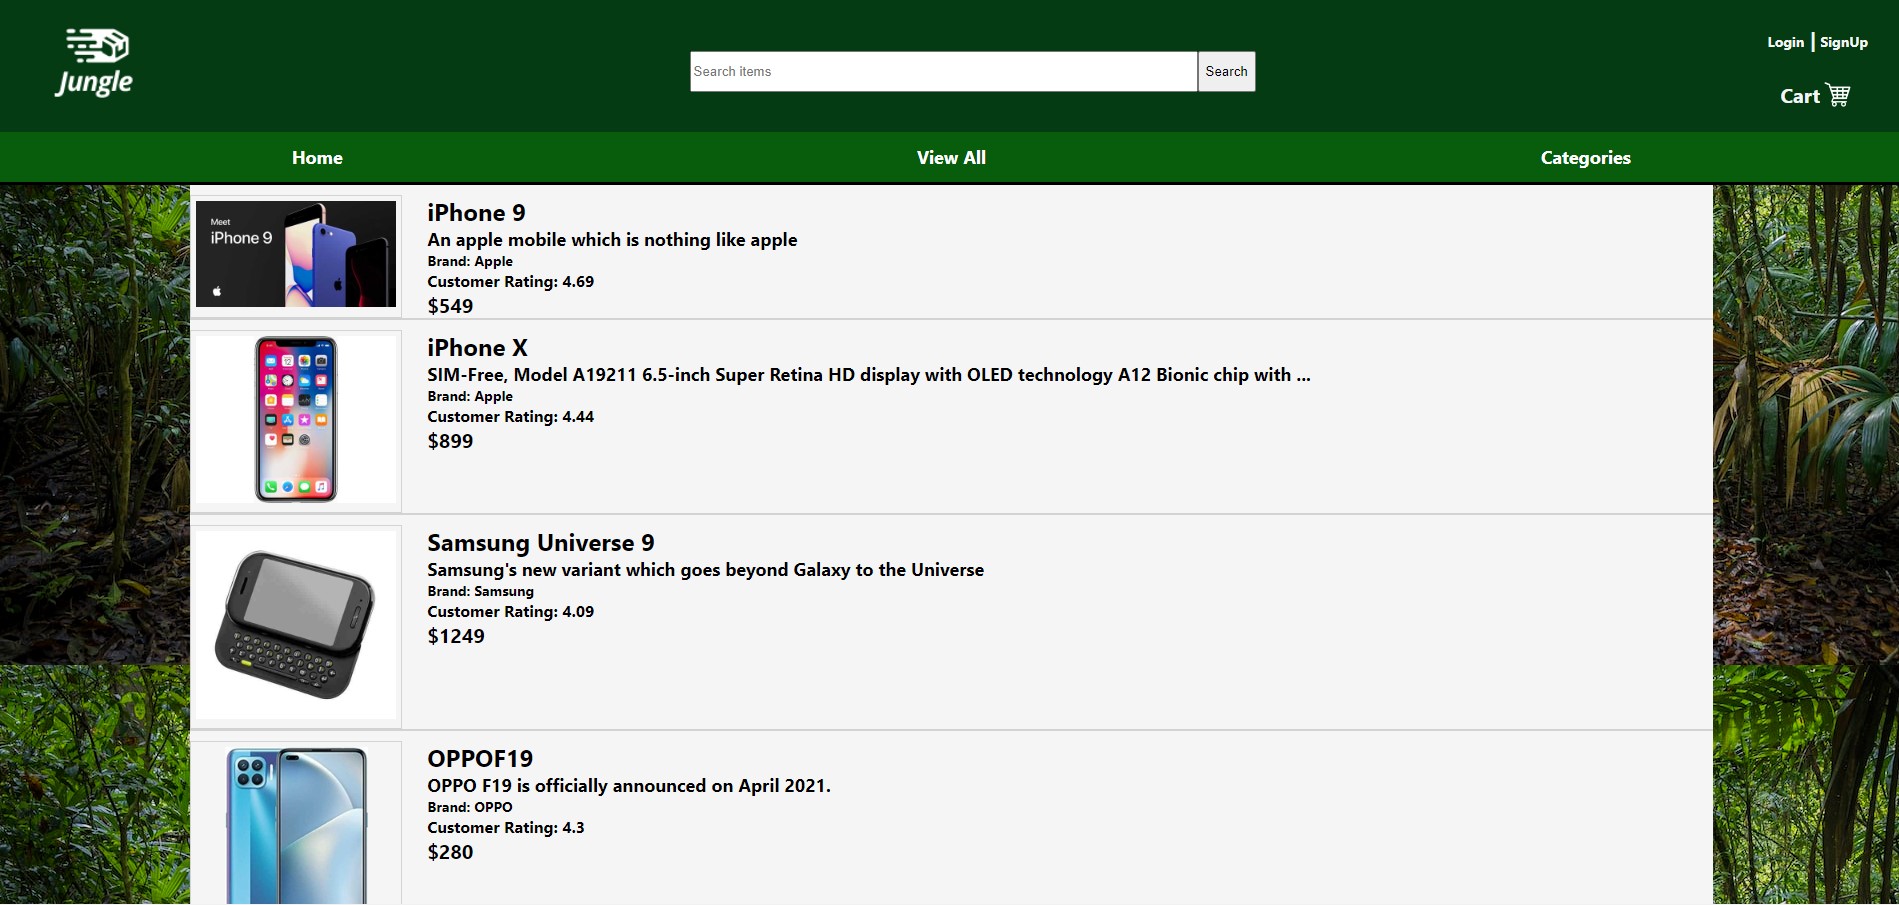 Jungle
Search items
Search
Login | SignUp
Cart
Home
View All
Categories
Meet
iPhone 9
iPhone 9
An apple mobile which is nothing like apple
Brand: Apple
Customer Rating: 4.69
$549
iPhone X
SIM-Free, Model A19211 6.5-inch Super Retina HD display with OLED technology A12 Bionic chip with ...
Brand: Apple
Customer Rating: 4.44
$899
Samsung Universe 9
Samsung's new variant which goes beyond Galaxy to the Universe
Brand: Samsung
Customer Rating: 4.09
$1249
OPPOF19
OPPO F19 is officially announced on April 2021.
Brand: OPPO
Customer Rating: 4.3
$280